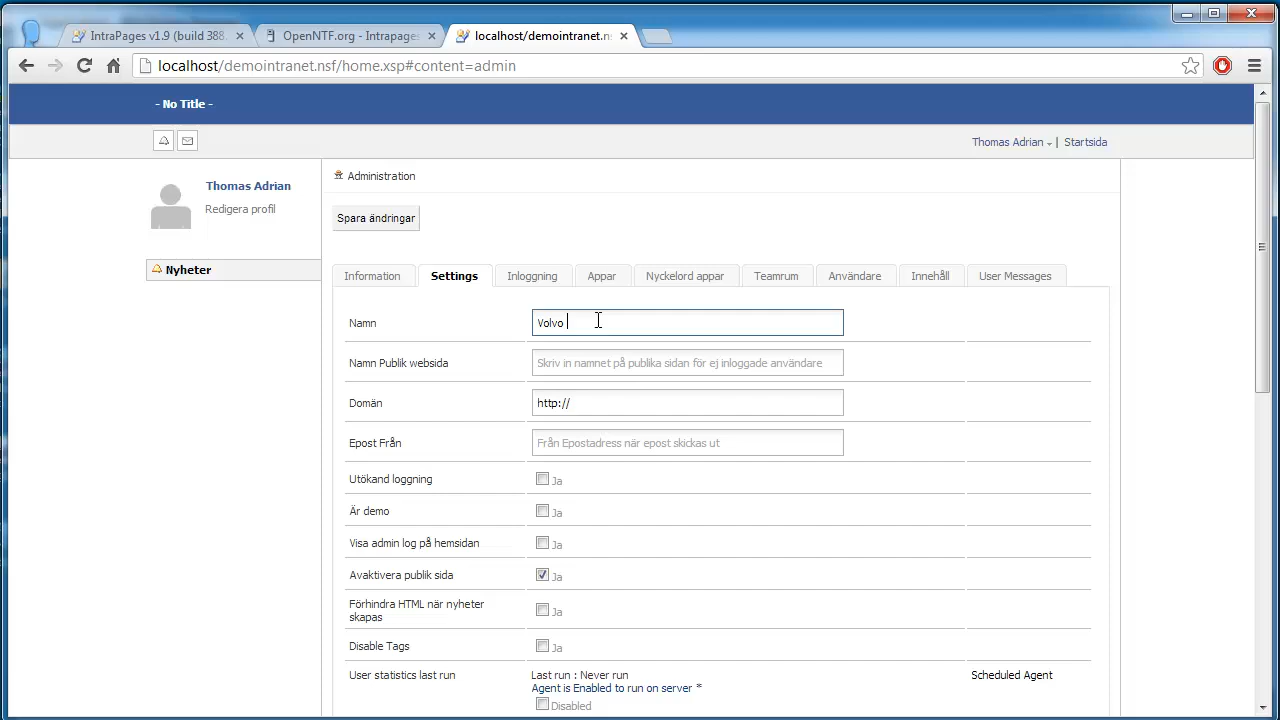 IntraPages v1.9 (build 388.
OpenNTF.org - Intrapages
localhost/demointranet.ns
localhost/demointranet.nsf/home.xsp#content=admin
- No Title -
Thomas Adrian | Startsida
Thomas Adrian
Redigera profil
Nyheter
Administration
Spara ändringar
Information Settings Inloggning Appar Nyckelord appar Teamrum Användare Innehåll User Messages
Namn Volvo
Namn Publik websida Skriv in namnet på publika sidan för ej inloggade användare
Domän http://
Epost Från Från Epostadress när epost skickas ut
Utökand loggning Ja
Är demo Ja
Visa admin log på hemsidan Ja
Avaktivera publik sida Ja
Förhindra HTML när nyheter
skapas Ja
Disable Tags Ja
User statistics last run Last run : Never run Scheduled Agent
Agent is Enabled to run on server *
Disabled